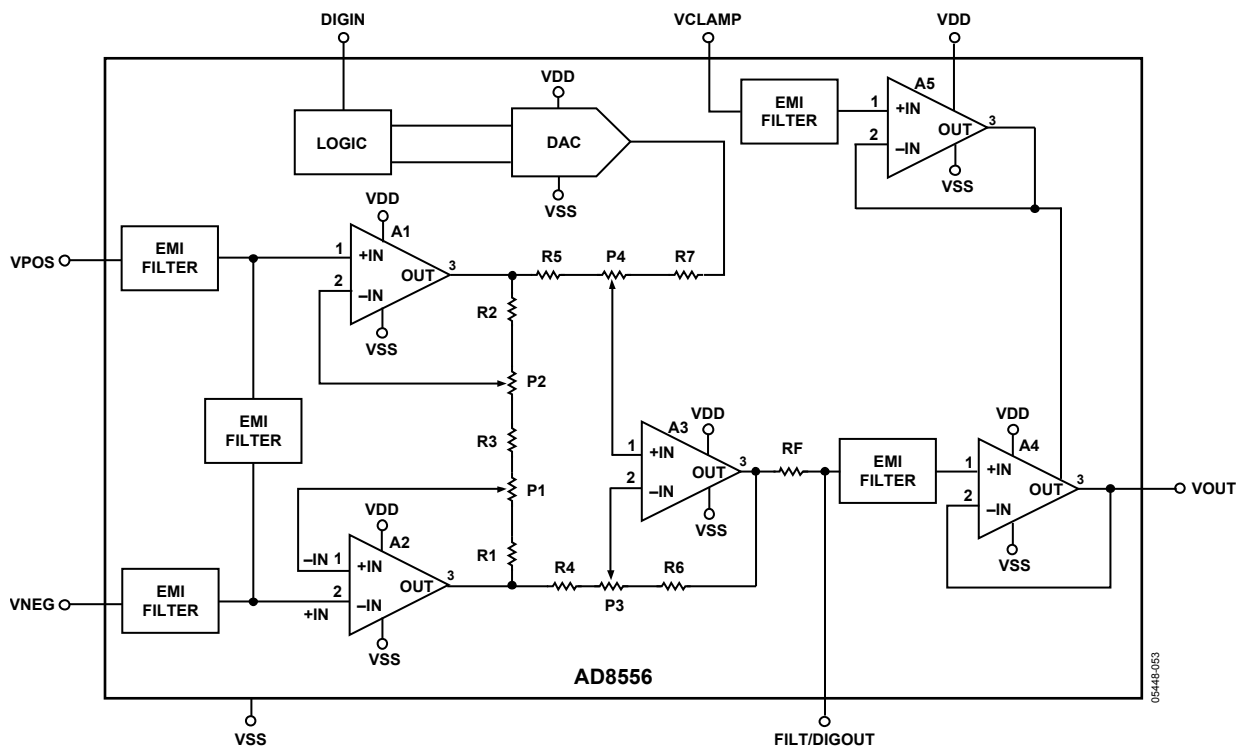 DIGIN
VCLAMP
VDD
LOGIC
VDD
DAC
VSS
EMI
FILTER
A5
1
+IN
2
–IN
OUT
3
VSS
VPOS
EMI
FILTER
VDD
A1
1
+IN
2
–IN
OUT
3
VSS
R5
P4
R7
R2
P2
EMI
FILTER
R3
P1
R1
VDD
A3
1
+IN
2
–IN
OUT
3
VSS
RF
EMI
FILTER
VDD
A4
1
+IN
2
–IN
OUT
3
VSS
VOUT
VNEG
EMI
FILTER
VDD
A2
–IN
1
+IN
2
–IN
+IN
OUT
3
VSS
R4
P3
R6
AD8556
05448-053
VSS
FILT/DIGOUT